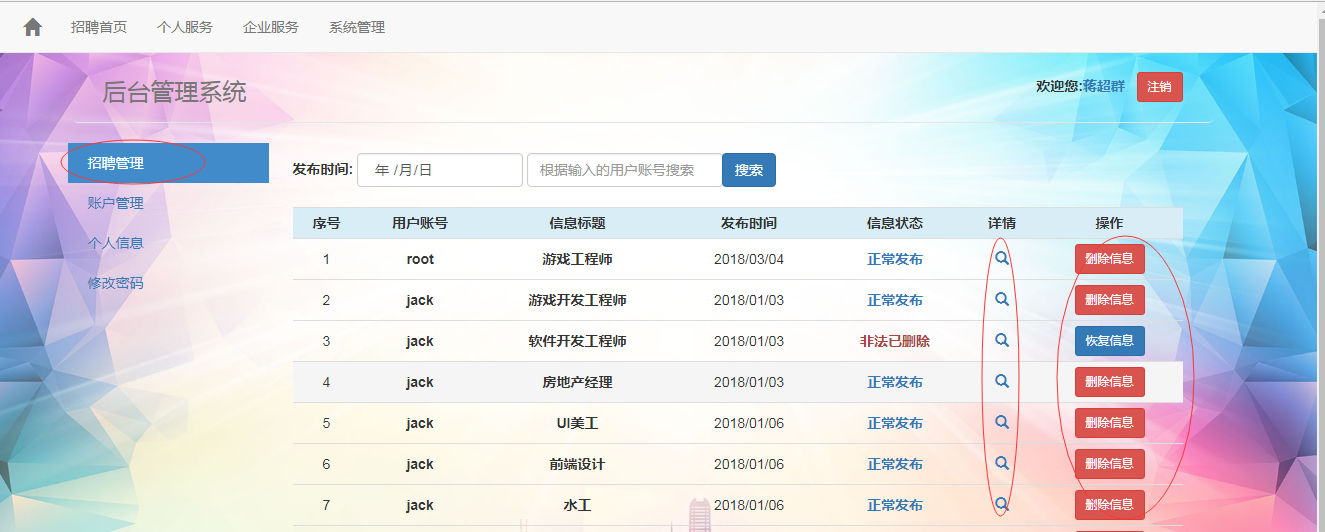 招聘首页 个人服务 企业服务 系统管理
后台管理系统
欢迎您:蒋超群 注销
招聘管理
账户管理
个人信息
修改密码
发布时间: 年 /月/日 根据输入的用户账号搜索 搜索
序号 用户账号 信息标题 发布时间 信息状态 详情 操作
1 root 游戏工程师 2018/03/04 正常发布 删除信息
2 jack 游戏开发工程师 2018/01/03 正常发布 删除信息
3 jack 软件开发工程师 2018/01/03 非法已删除 恢复信息
4 jack 房地产经理 2018/01/03 正常发布 删除信息
5 jack UI美工 2018/01/06 正常发布 删除信息
6 jack 前端设计 2018/01/06 正常发布 删除信息
7 jack 水工 2018/01/06 正常发布 删除信息